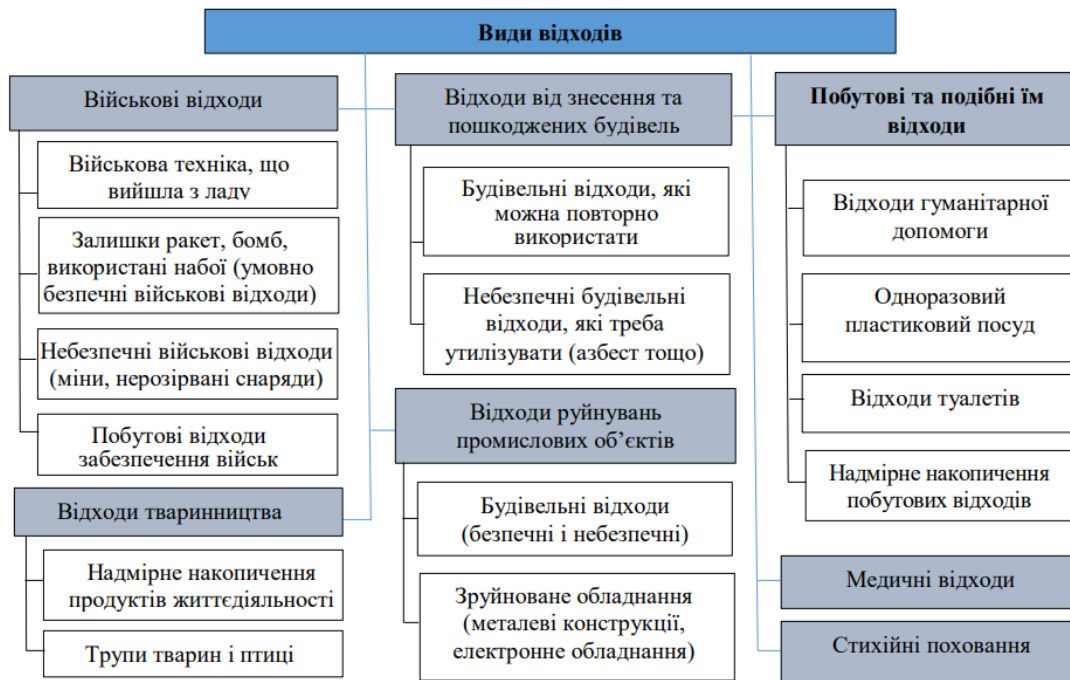 Види відходів
Військові відходи
Військова техніка, що
вийшла з ладу
Залишки ракет, бомб,
використані набої (умовно
безпечні військові відходи)
Небезпечні військові відходи
(міни, нерозірвані снаряди)
Побутові відходи
забезпечення військ
Відходи тваринництва
Надмірне накопичення
продуктів життєдіяльності
Трупи тварин і птиці
Відходи від знесення та
пошкоджених будівель
Будівельні відходи, які
можна повторно
використати
Небезпечні будівельні
відходи, які треба
утилізувати (азбест тощо)
Відходи руйнувань
промислових об’єктів
Будівельні відходи
(безпечні і небезпечні)
Зруйноване обладнання
(металеві конструкції,
електронне обладнання)
Побутові та подібні їм
відходи
Відходи гуманітарної
допомоги
Одноразовий
пластиковий посуд
Відходи туалетів
Надмірне накопичення
побутових відходів
Медичні відходи
Стихійні поховання